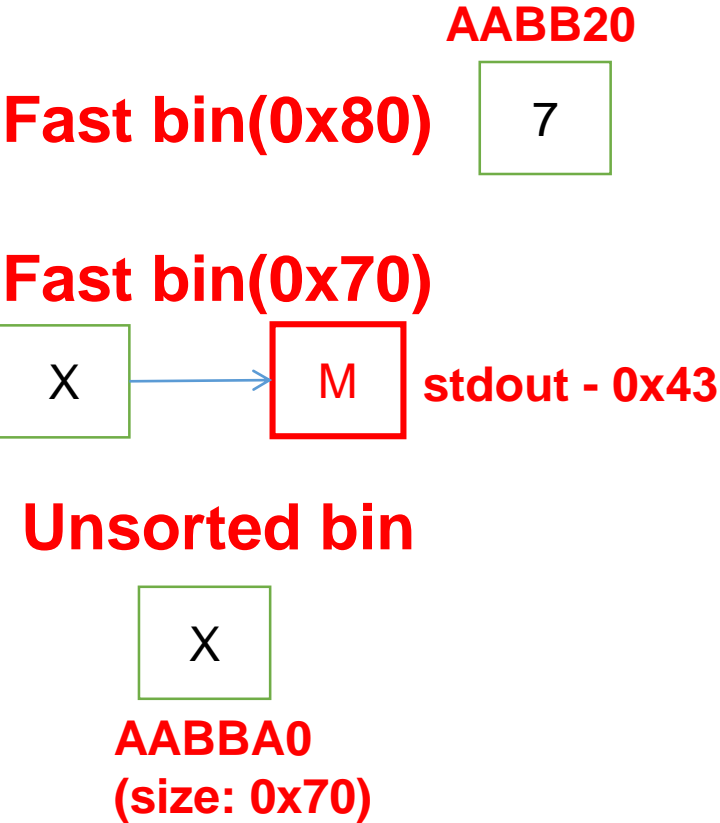 AABB20
Fast bin(0x80)
7
Fast bin(0x70)
X
M
stdout - 0x43
Unsorted bin
X
AABBA0
(size: 0x70)